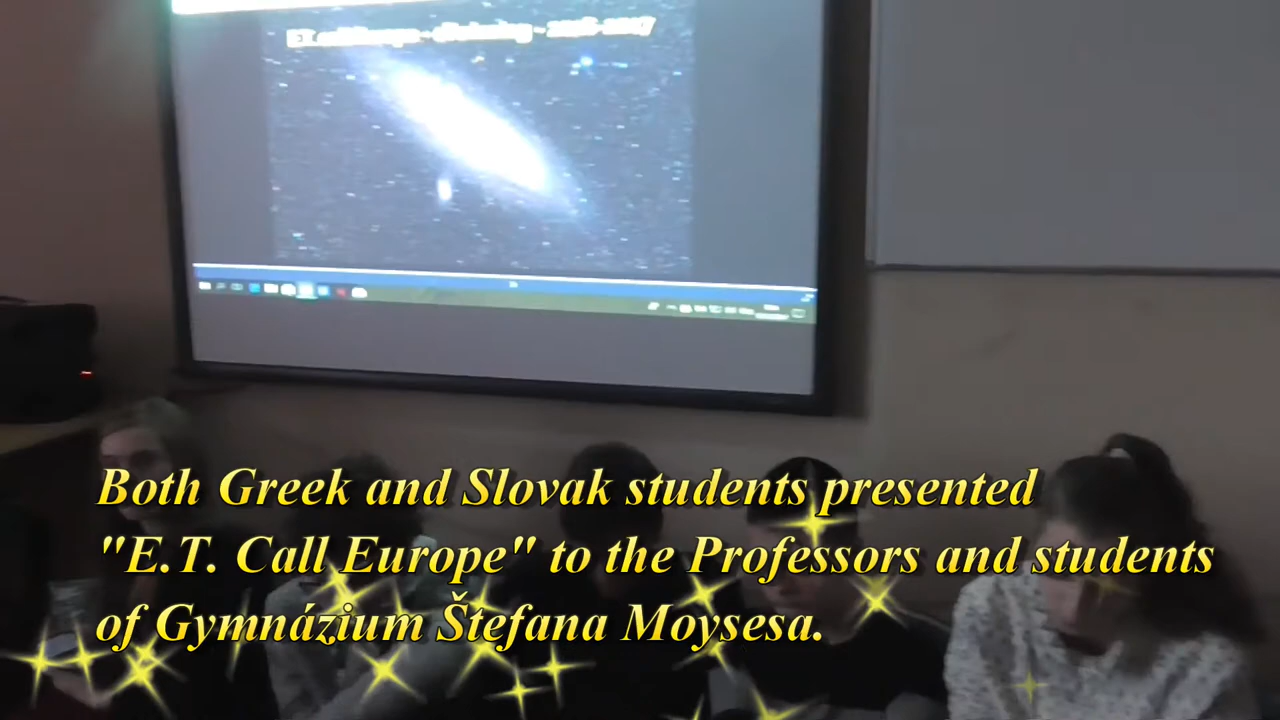 Both Greek and Slovak students presented
"E.T. Call Europe" to the Professors and students
of Gymnázium Štefana Moysesa.